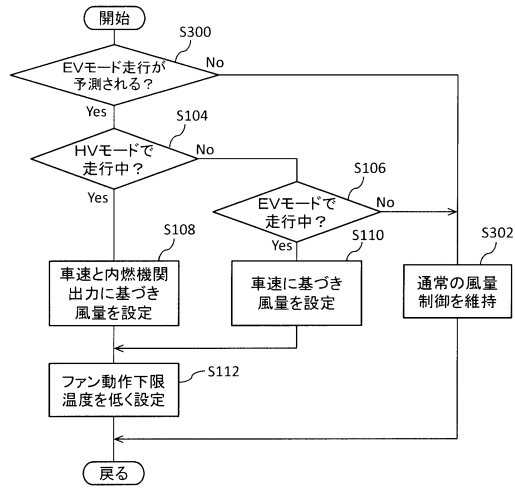 開始
S300
EVモード走行が
予測される?
No
Yes
S104
HVモードで
走行中?
No
Yes
S106
EVモードで
走行中?
No
Yes
S108
車速と内燃機関
出力に基づき
風量を設定
S110
車速に基づき
風量を設定
S302
通常の風量
制御を維持
S112
ファン動作下限
温度を低く設定
戻る